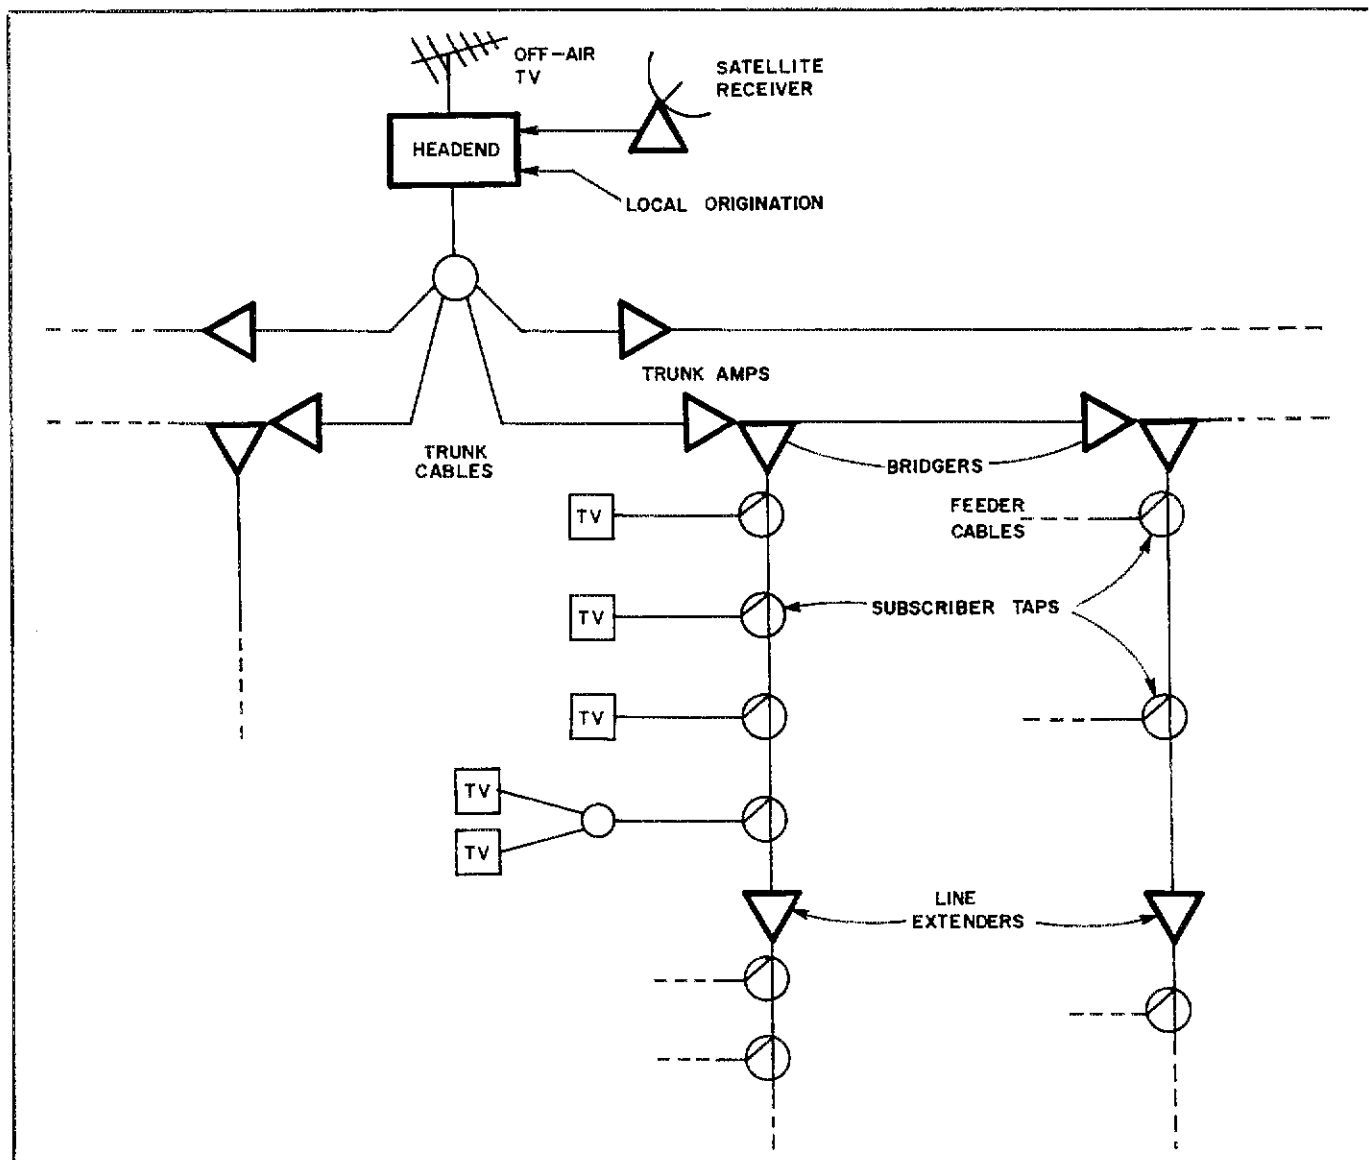 OFF-AIR
TV
SATELLITE
RECEIVER
HEADEND
LOCAL ORIGINATION
TRUNK AMPS
TRUNK
CABLES
BRIDGERS
TV
FEEDER
CABLES
TV
SUBSCRIBER TAPS
TV
TV
TV
LINE
EXTENDERS